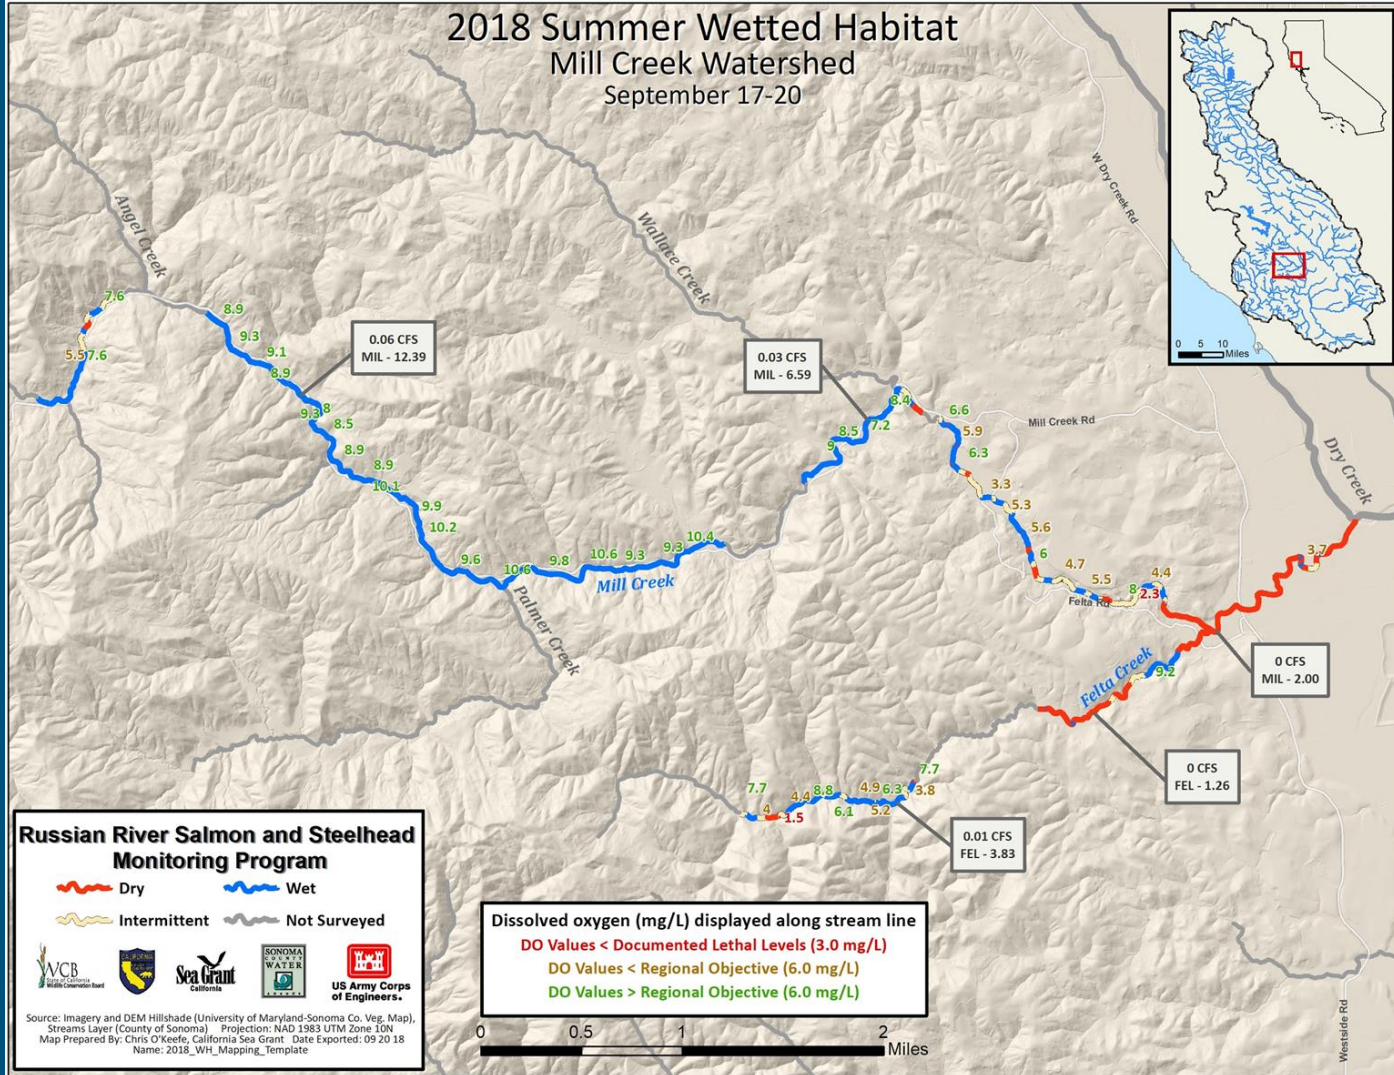 2018 Summer Wetted Habitat
Mill Creek Watershed
September 17-20
0 5 10
Miles
W Dry Creek Rd
Angel Creek
Wallace Creek
7.6
8.9
9.3
9.1
8.9
5.5
7.6
0.06 CFS
MIL - 12.39
0.03 CFS
MIL - 6.59
9.3
8
8.5
8.9
8.9
10.1
9.9
10.2
9.6
10.6
9.8
10.6
9.3
9.3
10.4
Mill Creek
Palmer Creek
9
8.5
7.2
8.4
6.6
5.9
6.3
Mill Creek Rd
Dry Creek
3.3
5.3
5.6
6
4.7
5.5
Felta Rd
8
2.3
4.4
3.7
Felta Creek
9.2
0 CFS
MIL - 2.00
0 CFS
FEL - 1.26
7.7
4
1.5
4.4
8.8
6.1
4.9
5.2
6.3
3.8
7.7
0.01 CFS
FEL - 3.83
Russian River Salmon and Steelhead
Monitoring Program
Dry
Wet
Intermittent
Not Surveyed
WCB
State of California
Wildlife Conservation Board
CALIFORNIA
Sea Grant
California
SONOMA
COUNTY
WATER
AGENCY
US Army Corps
of Engineers.
Source: Imagery and DEM Hillshade (University of Maryland-Sonoma Co. Veg. Map),
Streams Layer (County of Sonoma) Projection: NAD 1983 UTM Zone 10N
Map Prepared By: Chris O'Keefe, California Sea Grant Date Exported: 09 20 18
Name: 2018_WH_Mapping_Template
Dissolved oxygen (mg/L) displayed along stream line
DO Values < Documented Lethal Levels (3.0 mg/L)
DO Values < Regional Objective (6.0 mg/L)
DO Values > Regional Objective (6.0 mg/L)
0 0.5 1 2
Miles
Westside Rd